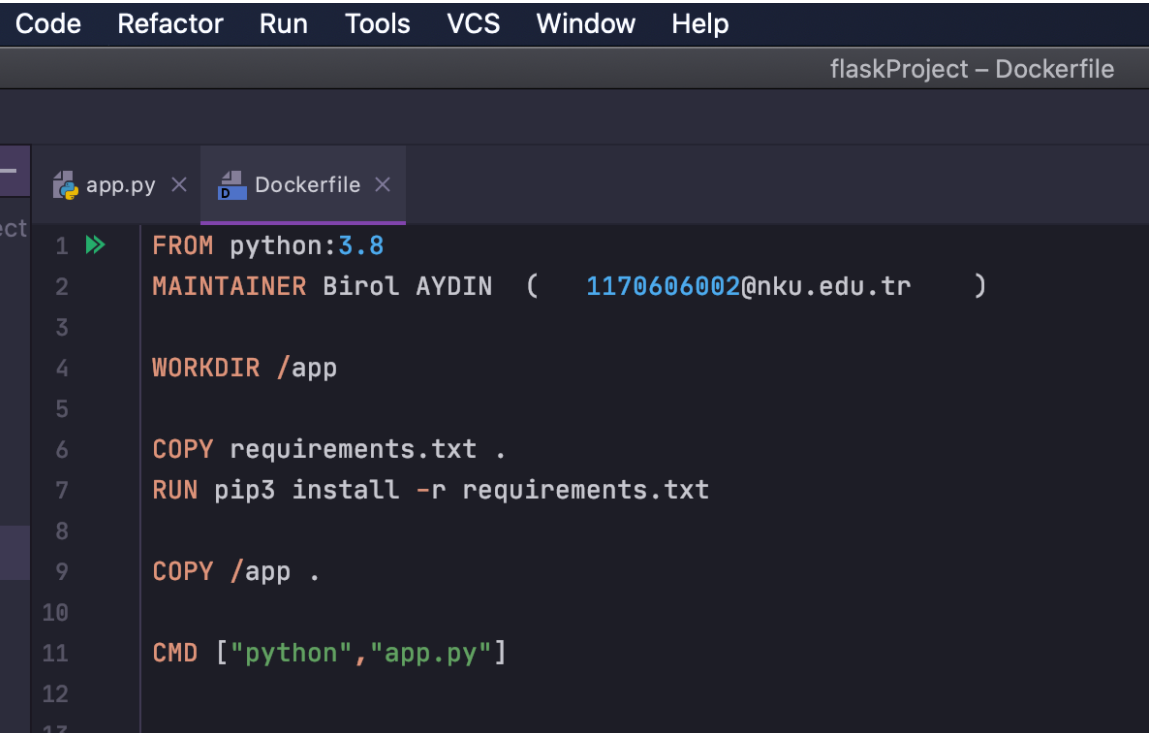 Code Refactor Run Tools VCS Window Help
flaskProject – Dockerfile
app.py × Dockerfile ×
ect
1 FROM python:3.8
2 MAINTAINER Birol AYDIN ( 1170606002@nku.edu.tr )
3
4 WORKDIR /app
5
6 COPY requirements.txt .
7 RUN pip3 install -r requirements.txt
8
9 COPY /app .
10
11 CMD ["python","app.py"]
12
13